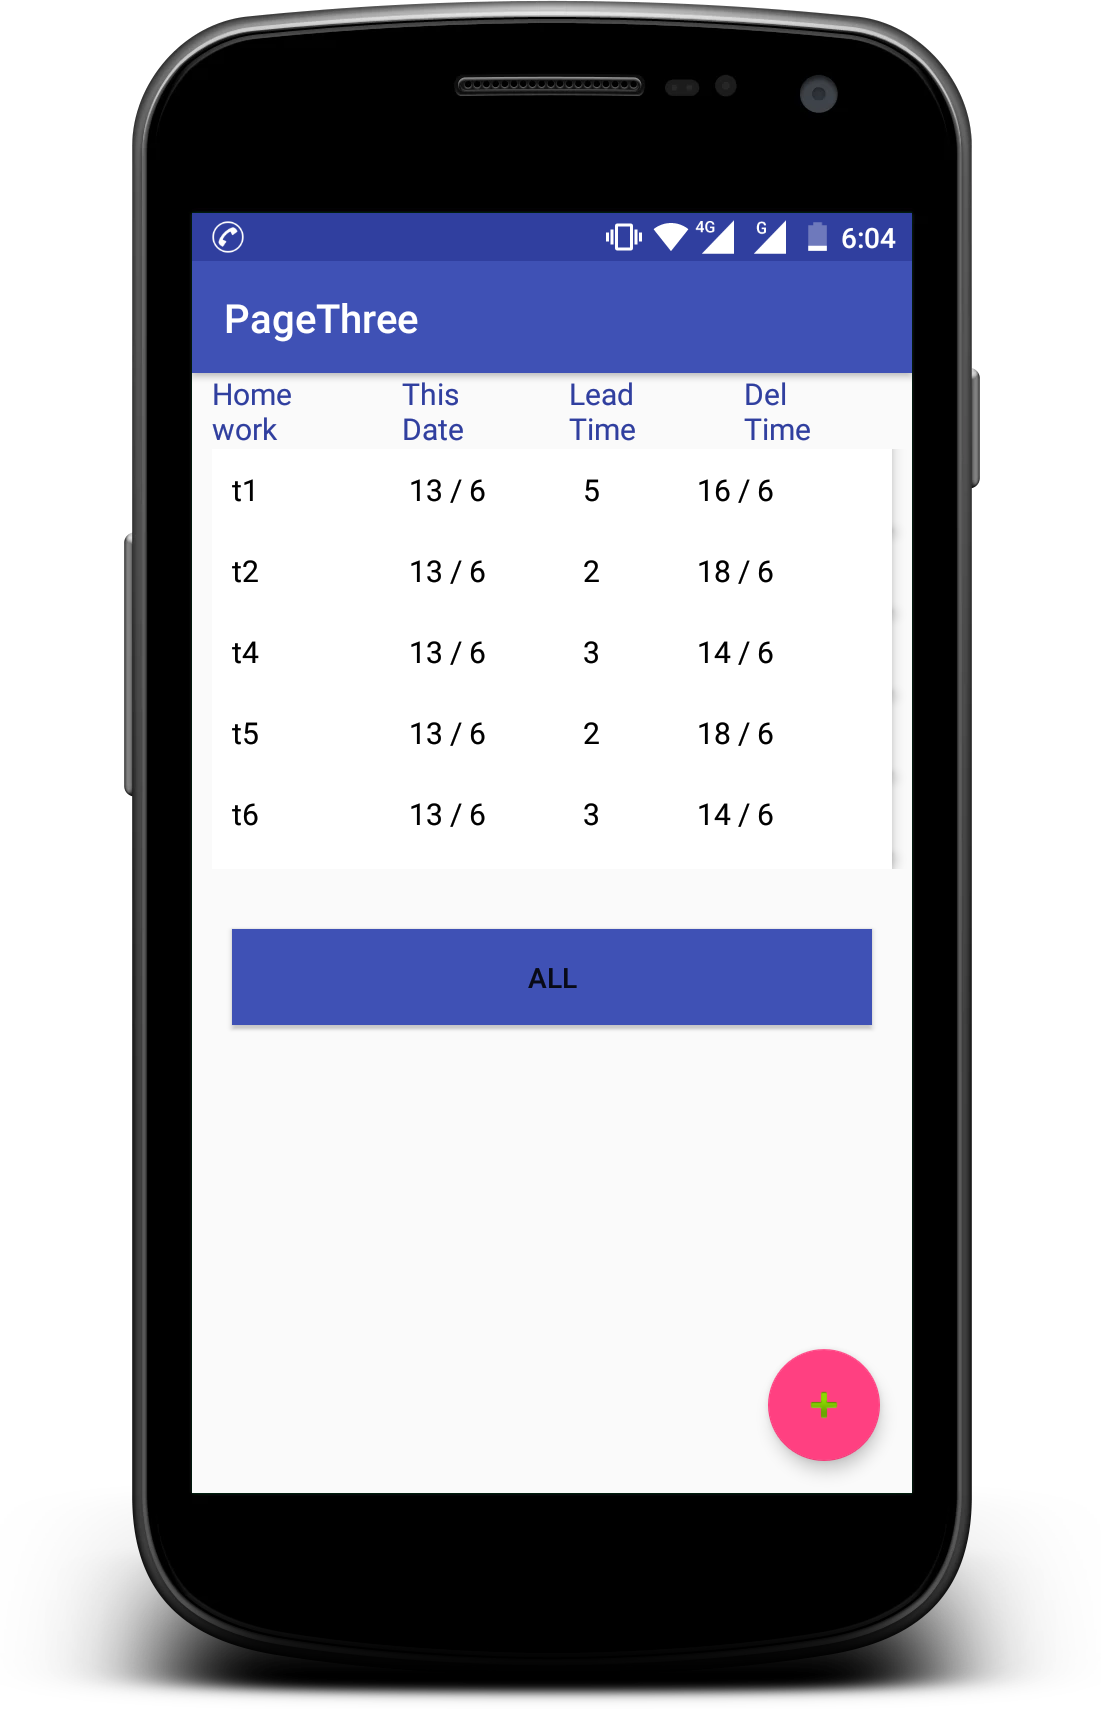 4G G 6:04
PageThree
Home This Lead Del
work Date Time Time
t1 13 / 6 5 16 / 6
t2 13 / 6 2 18 / 6
t4 13 / 6 3 14 / 6
t5 13 / 6 2 18 / 6
t6 13 / 6 3 14 / 6
ALL
+